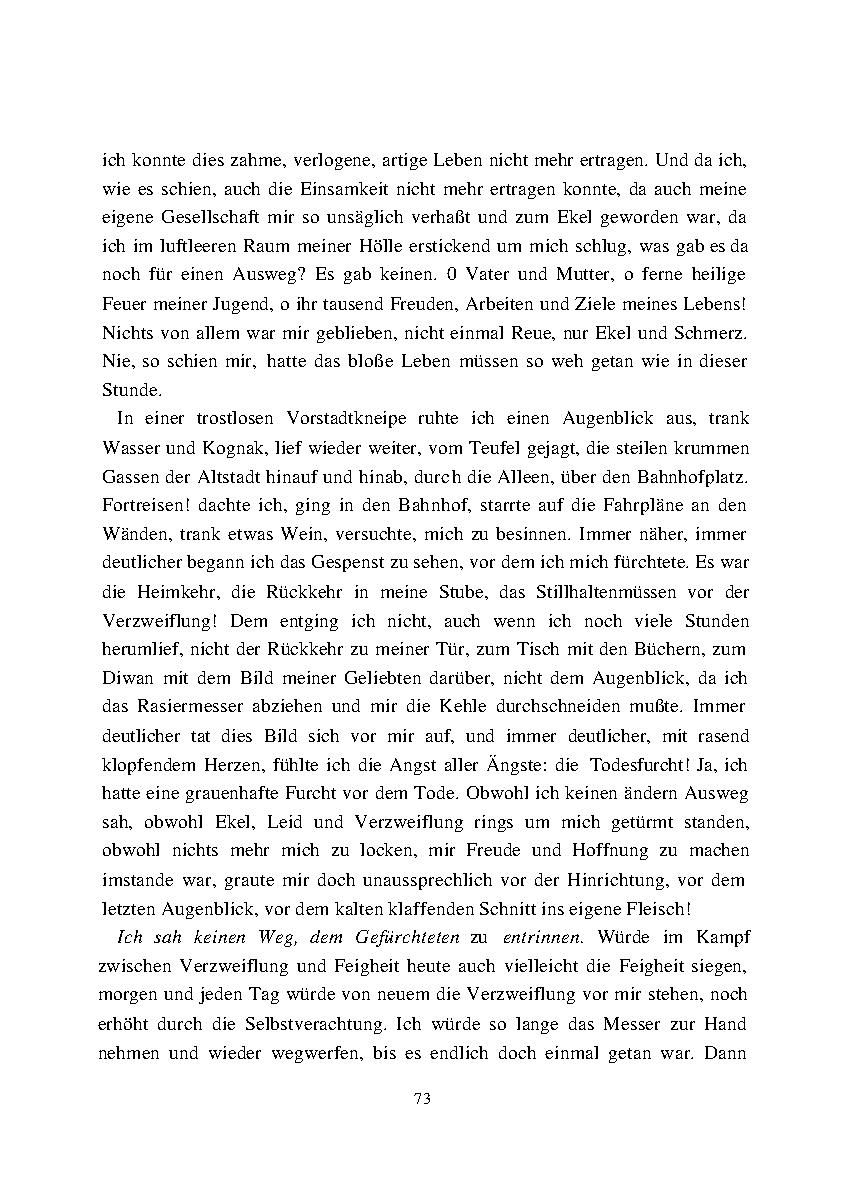 ich konnte dies zahme, verlogene, artige Leben nicht mehr ertragen. Und da ich,
wie es schien, auch die Einsamkeit nicht mehr ertragen konnte, da auch meine
eigene Gesellschaft mir so unsäglich verhaßt und zum Ekel geworden war, da
ich im luftleeren Raum meiner Hölle erstickend um mich schlug, was gab es da
noch für einen Ausweg? Es gab keinen. 0 Vater und Mutter, o ferne heilige
Feuer meiner Jugend, o ihr tausend Freuden, Arbeiten und Ziele meines Lebens!
Nichts von allem war mir geblieben, nicht einmal Reue, nur Ekel und Schmerz.
Nie, so schien mir, hatte das bloße Leben müssen so weh getan wie in dieser
Stunde.
In einer trostlosen Vorstadtkneipe ruhte ich einen Augenblick aus, trank
Wasser und Kognak, lief wieder weiter, vom Teufel gejagt, die steilen krummen
Gassen der Altstadt hinauf und hinab, durch die Alleen, über den Bahnhofplatz.
Fortreisen! dachte ich, ging in den Bahnhof, starrte auf die Fahrpläne an den
Wänden, trank etwas Wein, versuchte, mich zu besinnen. Immer näher, immer
deutlicher begann ich das Gespenst zu sehen, vor dem ich mich fürchtete. Es war
die Heimkehr, die Rückkehr in meine Stube, das Stillhaltenmüssen vor der
Verzweiflung! Dem entging ich nicht, auch wenn ich noch viele Stunden
herumlief, nicht der Rückkehr zu meiner Tür, zum Tisch mit den Büchern, zum
Diwan mit dem Bild meiner Geliebten darüber, nicht dem Augenblick, da ich
das Rasiermesser abziehen und mir die Kehle durchschneiden mußte. Immer
deutlicher tat dies Bild sich vor mir auf, und immer deutlicher, mit rasend
klopfendem Herzen, fühlte ich die Angst aller Ängste: die Todesfurcht! Ja, ich
hatte eine grauenhafte Furcht vor dem Tode. Obwohl ich keinen ändern Ausweg
sah, obwohl Ekel, Leid und Verzweiflung rings um mich getürmt standen,
obwohl nichts mehr mich zu locken, mir Freude und Hoffnung zu machen
imstande war, graute mir doch unaussprechlich vor der Hinrichtung, vor dem
letzten Augenblick, vor dem kalten klaffenden Schnitt ins eigene Fleisch!
Ich sah keinen Weg, dem Gefürchteten zu entrinnen. Würde im Kampf
zwischen Verzweiflung und Feigheit heute auch vielleicht die Feigheit siegen,
morgen und jeden Tag würde von neuem die Verzweiflung vor mir stehen, noch
erhöht durch die Selbstverachtung. Ich würde so lange das Messer zur Hand
nehmen und wieder wegwerfen, bis es endlich doch einmal getan war. Dann
73